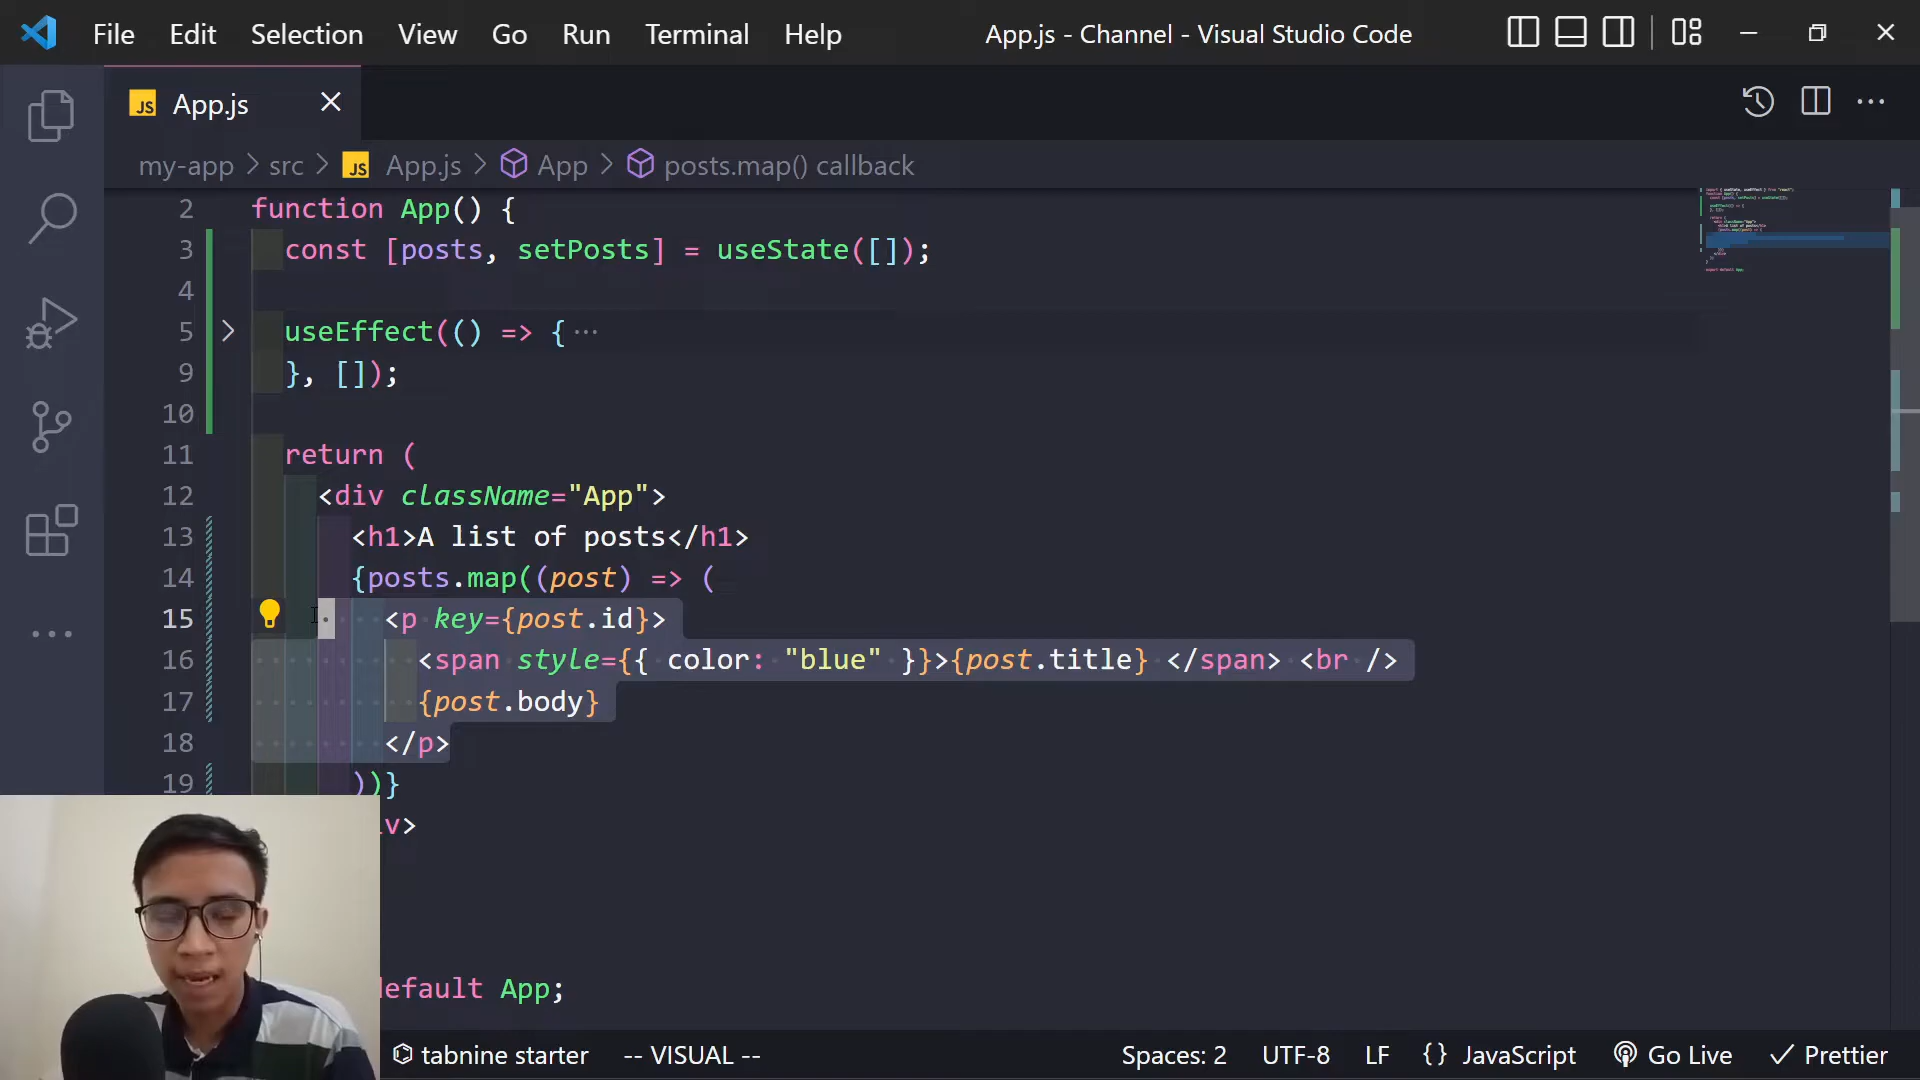 File Edit Selection View Go Run Terminal Help App.js - Channel - Visual Studio Code
JS App.js
my-app > src > JS App.js > App > posts.map() callback
2 function App() {
3 const [posts, setPosts] = useState([]);
4
5 useEffect(() => {···
9 }, []);
10
11 return (
12 <div className="App">
13 <h1>A list of posts</h1>
14 {posts.map((post) => (
15 <p key={post.id}>
16 <span style={{ color: "blue" }}>{post.title} </span> <br />
17 {post.body}
18 </p>
19 ))}
iv>
default App;
tabnine starter -- VISUAL -- Spaces: 2 UTF-8 LF {} JavaScript Go Live Prettier